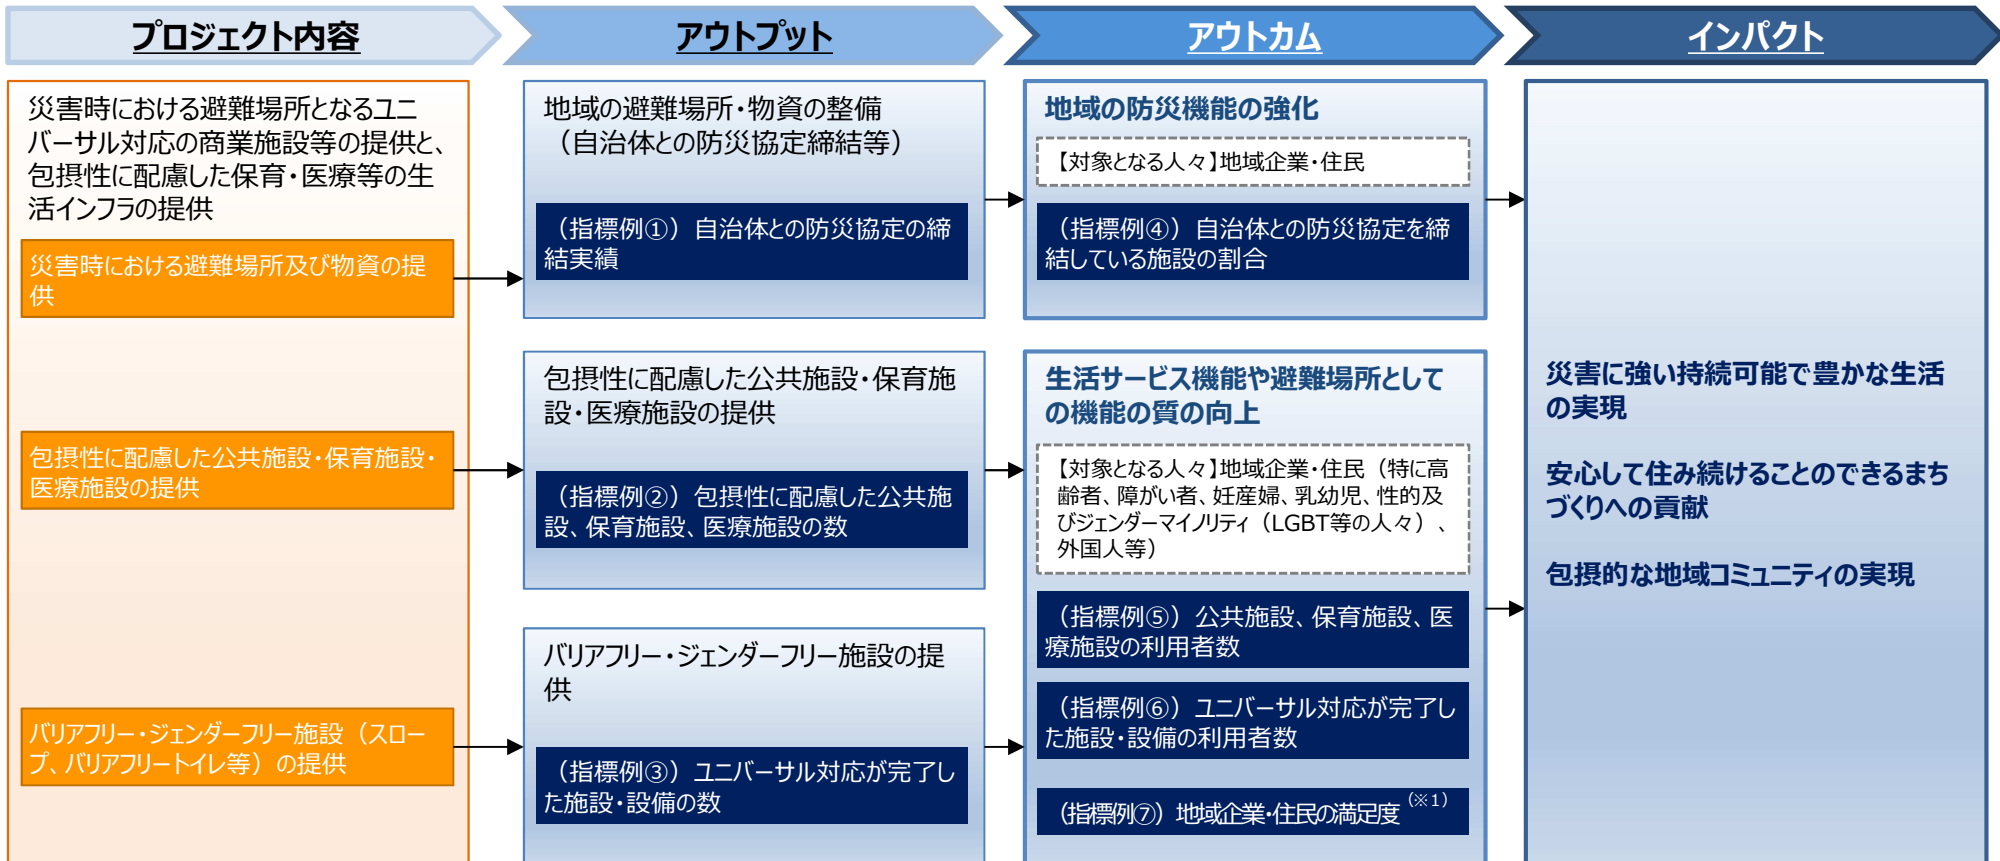 プロジェクト内容
アウトプット
アウトカム
インパクト
災害時における避難場所となるユニ
バーサル対応の商業施設等の提供と、
包摂性に配慮した保育・医療等の生
活インフラの提供
災害時における避難場所及び物資の提
供
包摂性に配慮した公共施設・保育施設・
医療施設の提供
バリアフリー・ジェンダーフリー施設（スロー
プ、バリアフリートイレ等）の提供
地域の避難場所・物資の整備
（自治体との防災協定締結等）
（指標例①）自治体との防災協定の締
結実績
包摂性に配慮した公共施設・保育施
設・医療施設の提供
（指標例②）包摂性に配慮した公共施
設、保育施設、医療施設の数
バリアフリー・ジェンダーフリー施設の提
供
（指標例③）ユニバーサル対応が完了し
た施設・設備の数
地域の防災機能の強化
【対象となる人々】地域企業・住民
（指標例④）自治体との防災協定を締
結している施設の割合
生活サービス機能や避難場所として
の機能の質の向上
【対象となる人々】地域企業・住民（特に高
齢者、障がい者、妊産婦、乳幼児、性的及
びジェンダーマイノリティ（LGBT等の人々）、
外国人等）
（指標例⑤）公共施設、保育施設、医
療施設の利用者数
（指標例⑥）ユニバーサル対応が完了し
た施設・設備の利用者数
（指標例⑦）地域企業・住民の満足度（※1）
災害に強い持続可能で豊かな生活
の実現
安心して住み続けることのできるまち
づくりへの貢献
包摂的な地域コミュニティの実現